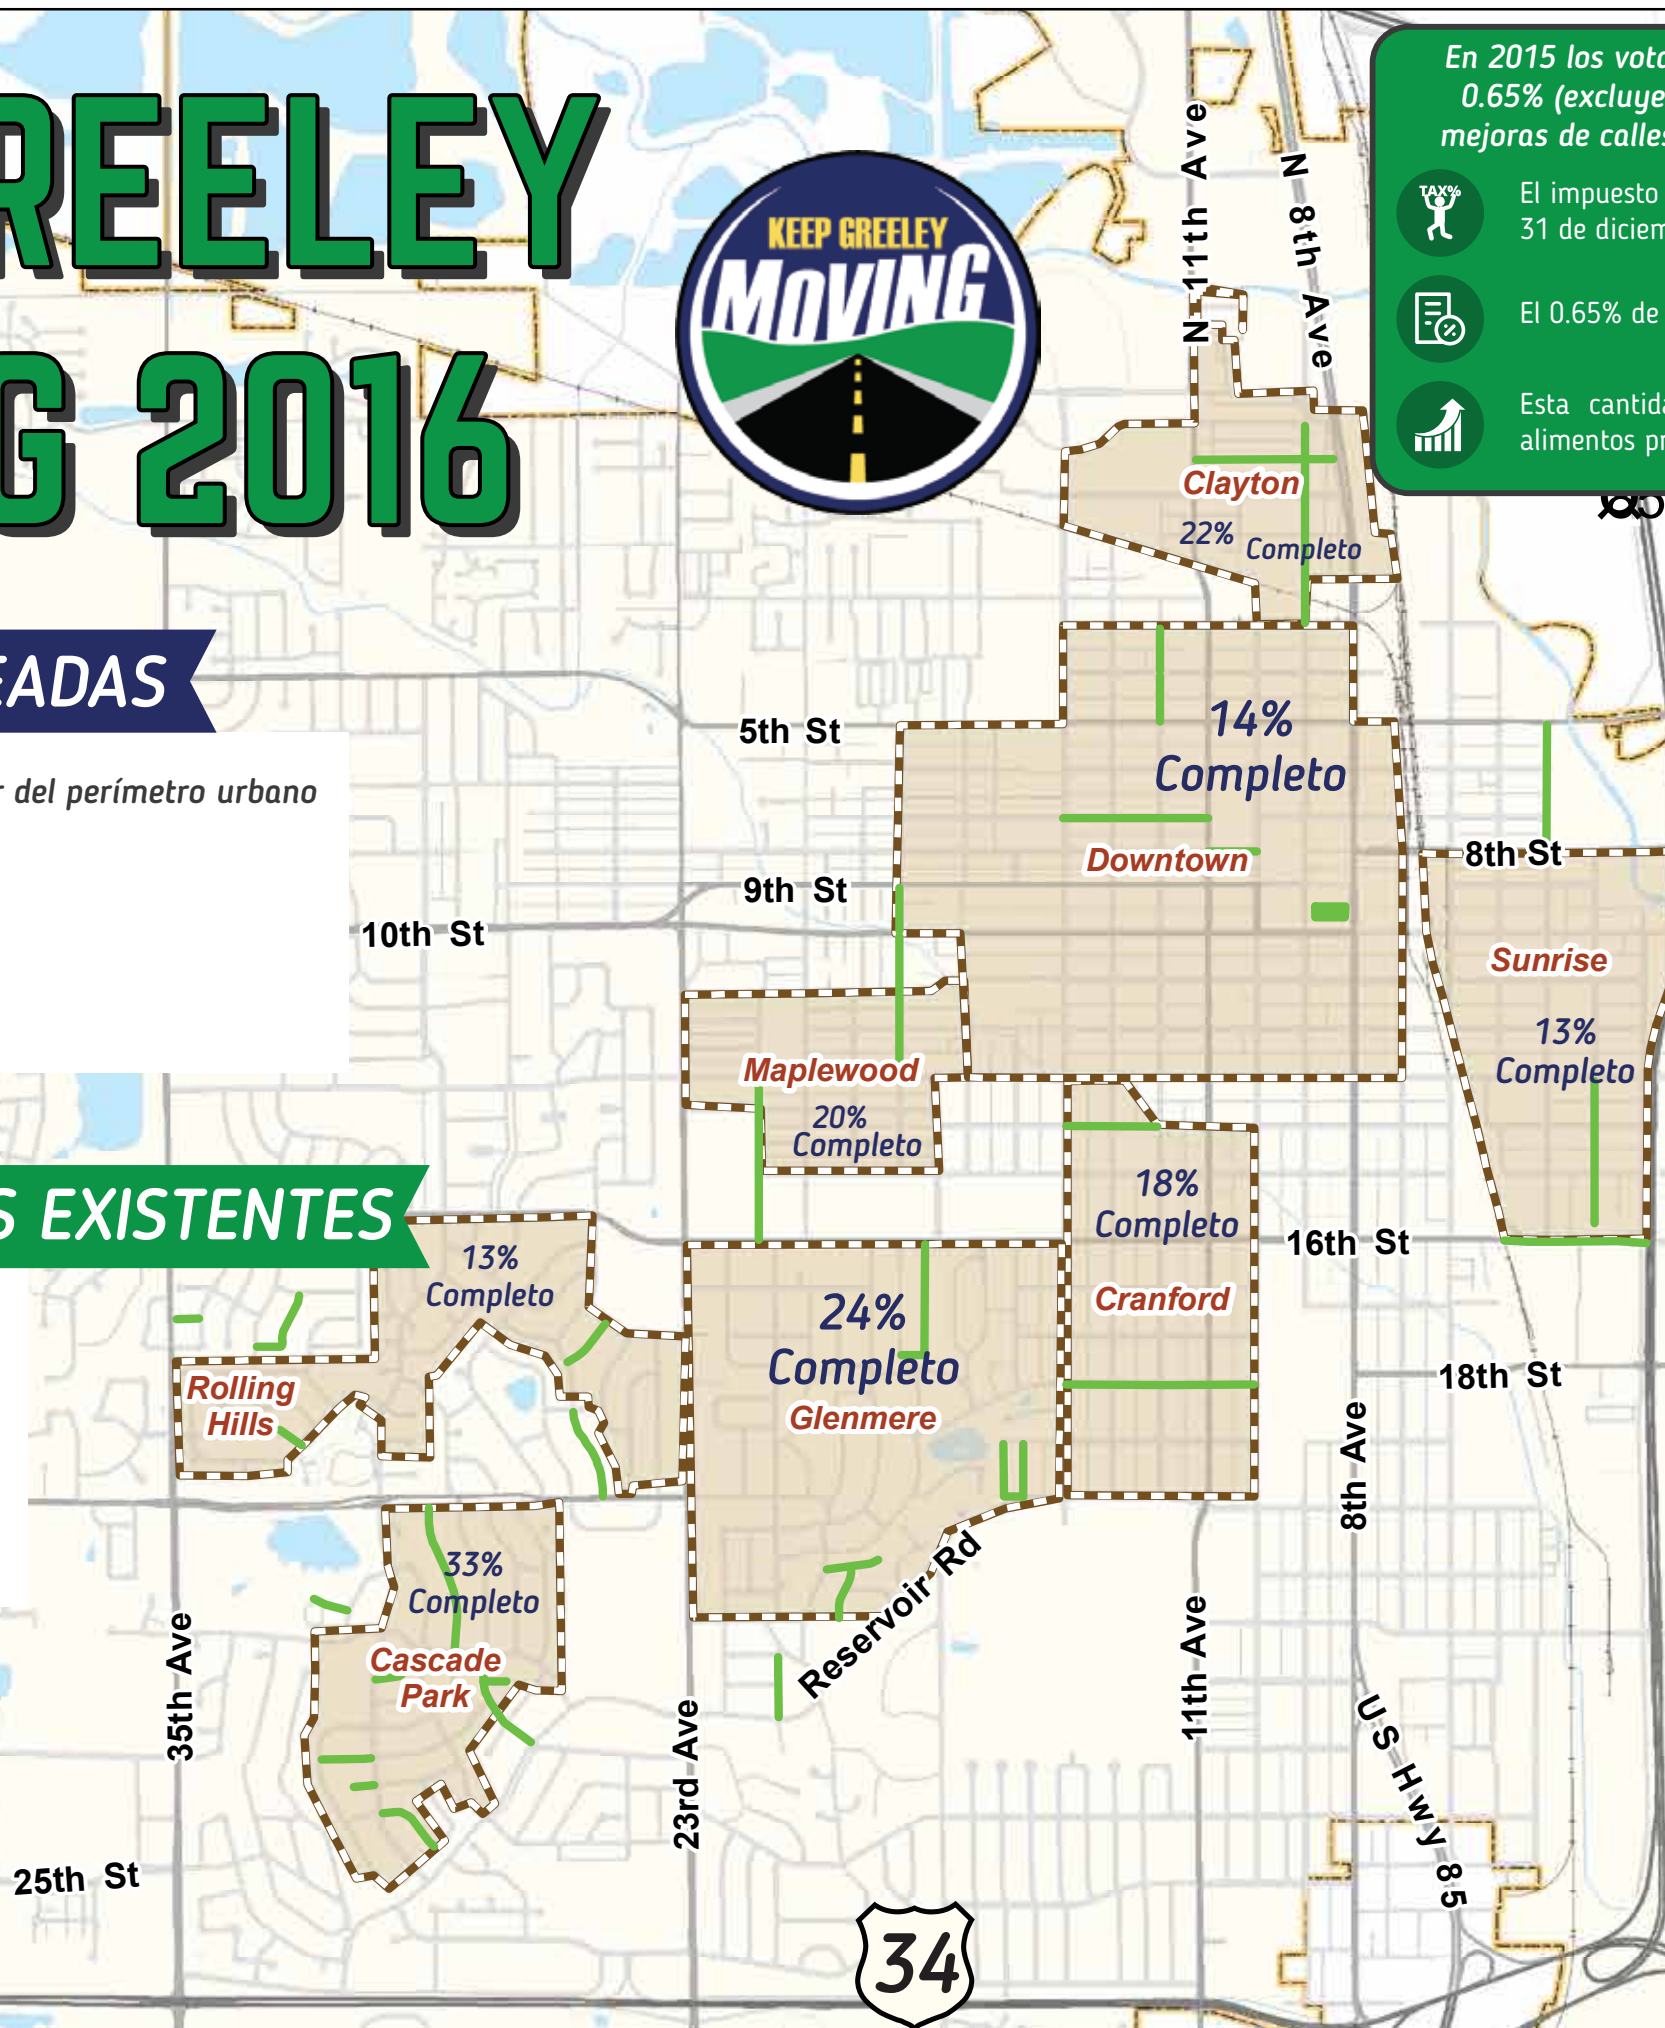 REELEY
G 2016
KEEP GREELEY
MOVING
En 2015 los voto
0.65% (excluye
mejoras de calles
TAX%
El impuesto
31 de diciem
El 0.65% de
Esta cantida
alimentos pr
N 11th Ave
N 8th Ave
Clayton
22% Completo
EADAS
r del perímetro urbano
5th St
14%
Completo
Downtown
8th St
9th St
10th St
Sunrise
13%
Completo
Maplewood
20%
Completo
S EXISTENTES
18%
Completo
Cranford
16th St
13%
Completo
24%
Completo
Glenmere
Rolling
Hills
18th St
8th Ave
33%
Completo
Reservoir Rd
Cascade
Park
35th Ave
23rd Ave
11th Ave
US Hwy 85
25th St
34